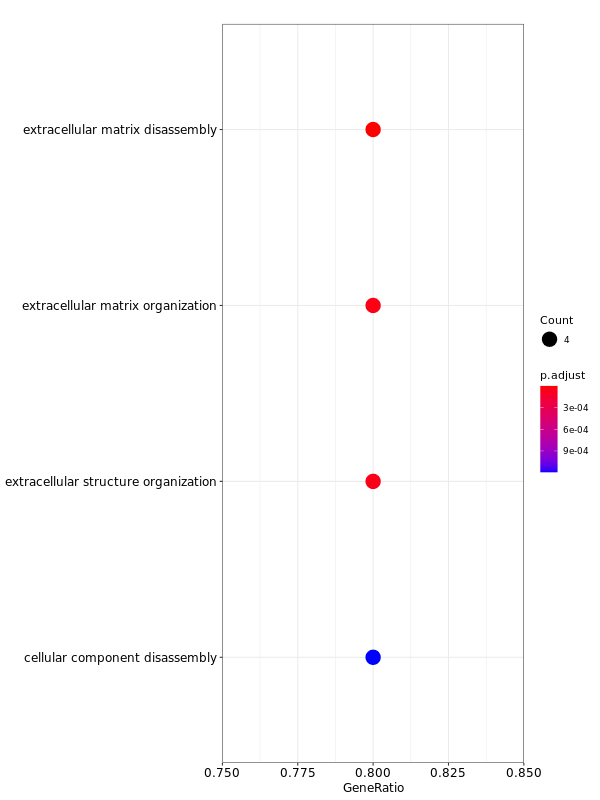 extracellular matrix disassembly
extracellular matrix organization
extracellular structure organization
cellular component disassembly
0.750 0.775 0.800 0.825 0.850
GeneRatio
Count
4
p.adjust
3e-04
6e-04
9e-04